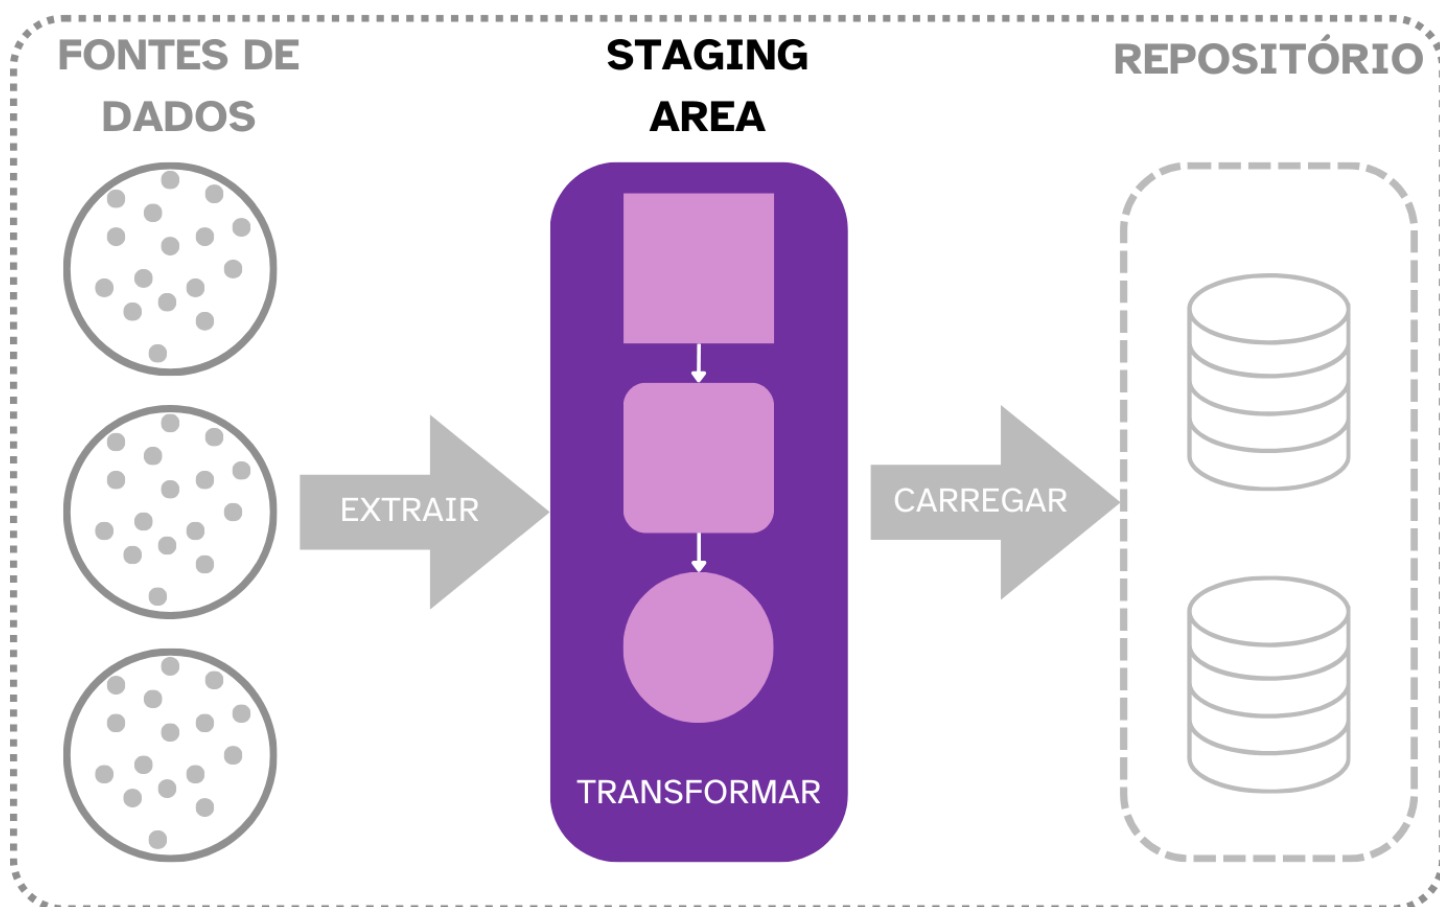 FONTES DE
DADOS
STAGING
AREA
REPOSITÓRIO
EXTRAIR
CARREGAR
TRANSFORMAR